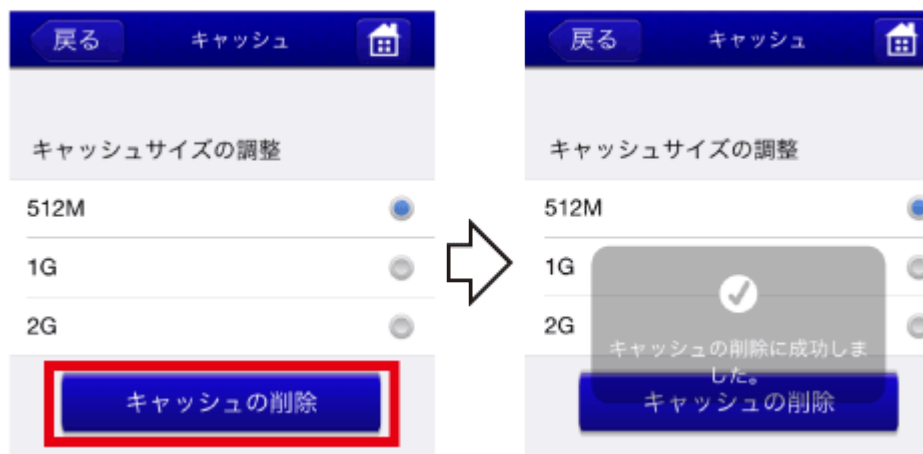 戻る
キャッシュ
キャッシュサイズの調整
512M
1G
2G
キャッシュの削除
戻る
キャッシュ
キャッシュサイズの調整
512M
1G
2G
キャッシュの削除に成功しま
した。
キャッシュの削除